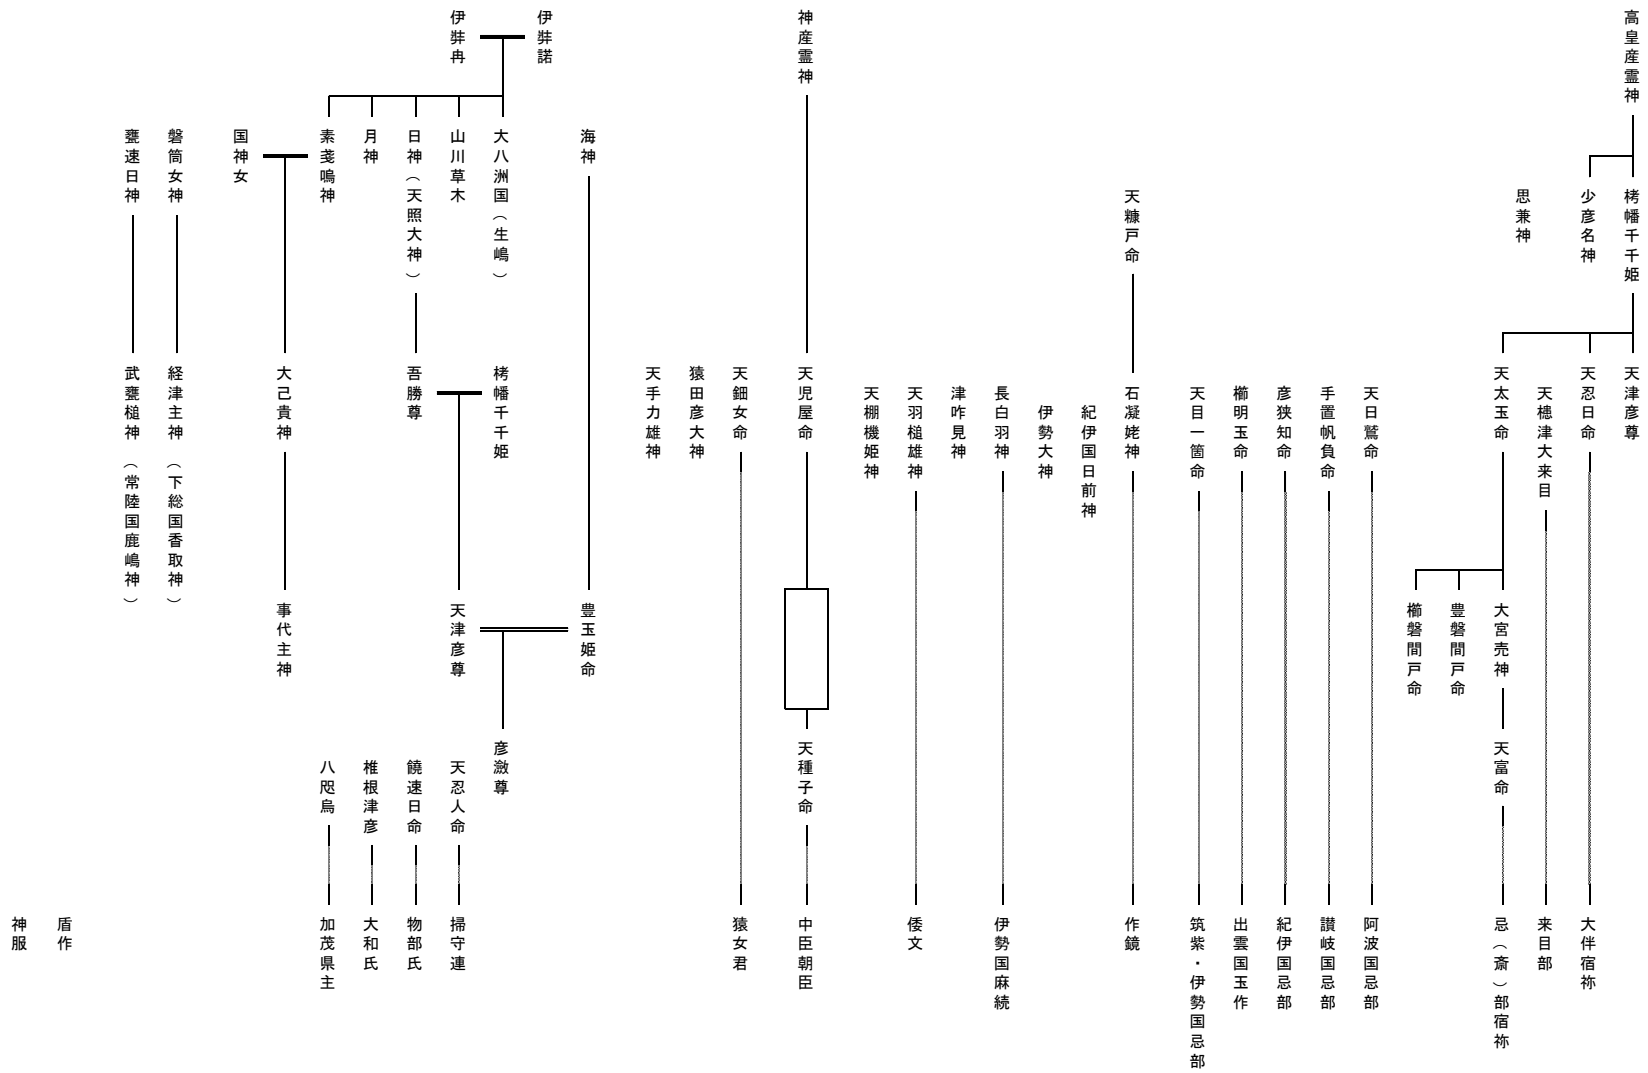 高皇産霊神
神産霊神
伊弉諾
伊弉冉
海神
大八洲国（生嶋）
山川草木
日神（天照大神）
月神
素戔嗚神
国神女
磐筒女神
甕速日神
栲幡千千姫
少彦名神
思兼神
天糠戸命
天津彦尊
天忍日命
天槵津大来目
天太玉命
天日鷲命
手置帆負命
彦狭知命
櫛明玉命
天目一箇命
石凝姥神
紀伊国日前神
伊勢大神
長白羽神
津咋見神
天羽槌雄神
天棚機姫神
天児屋命
天鈿女命
猿田彦大神
天手力雄神
栲幡千千姫
吾勝尊
大己貴神
経津主神（下総国香取神）
武甕槌神（常陸国鹿嶋神）
大宮売神
豊磐間戸命
櫛磐間戸命
豊玉姫命
天津彦尊
事代主神
天富命
天種子命
彦瀲尊
天忍人命
饒速日命
椎根津彦
八咫烏
大伴宿祢
来目部
忌（斎）部宿祢
阿波国忌部
讃岐国忌部
紀伊国忌部
出雲国玉作
筑紫・伊勢国忌部
作鏡
伊勢国麻続
倭文
中臣朝臣
猿女君
掃守連
物部氏
大和氏
加茂県主
盾作
神服